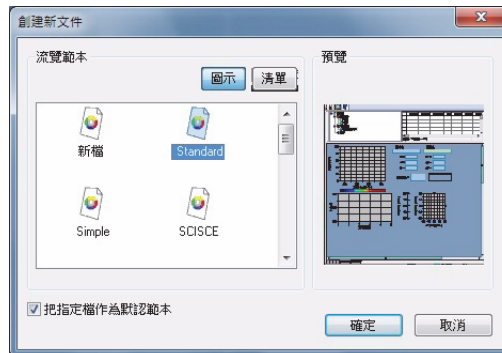 創建新文件
流覽範本
預覽
圖示
清單
新檔
Standard
Simple
SCISCE
把指定檔作為默認範本
確定
取消